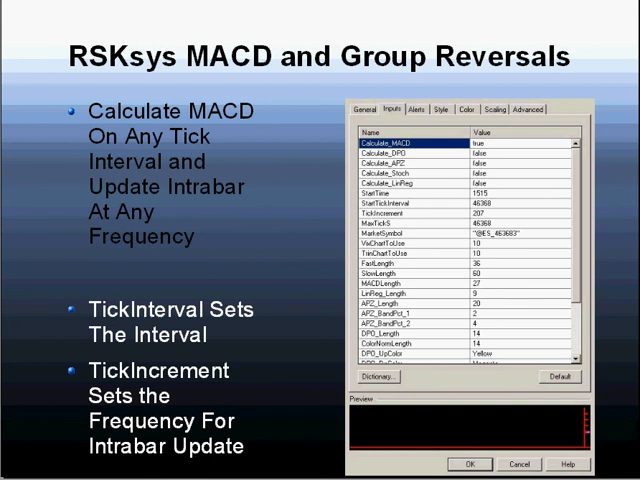 RSKsys MACD and Group Reversals
Calculate MACD
On Any Tick
Interval and
Update Intrabar
At Any
Frequency
TickInterval Sets
The Interval
TickIncrement
Sets the
Frequency For
Intrabar Update
General Inputs Alerts Style Color Scaling Advanced
Name Value
Calculate_MACD true
Calculate_DPO false
Calculate_APZ false
Calculate_Stoch false
Calculate_LinReg false
StartTime 1515
StartTickInterval 46368
TickIncrement 207
MaxTickS 46368
MarketSymbol "@ES_463683"
VixChartToUse 10
TrinChartToUse 10
FastLength 36
SlowLength 60
MACDLength 27
LinReg_Length 9
APZ_Length 20
APZ_BandPct_1 2
APZ_BandPct_2 4
DPO_Length 14
ColorNormLength 14
DPO_UpColor Yellow
Dictionary... Default
Preview
OK Cancel Help